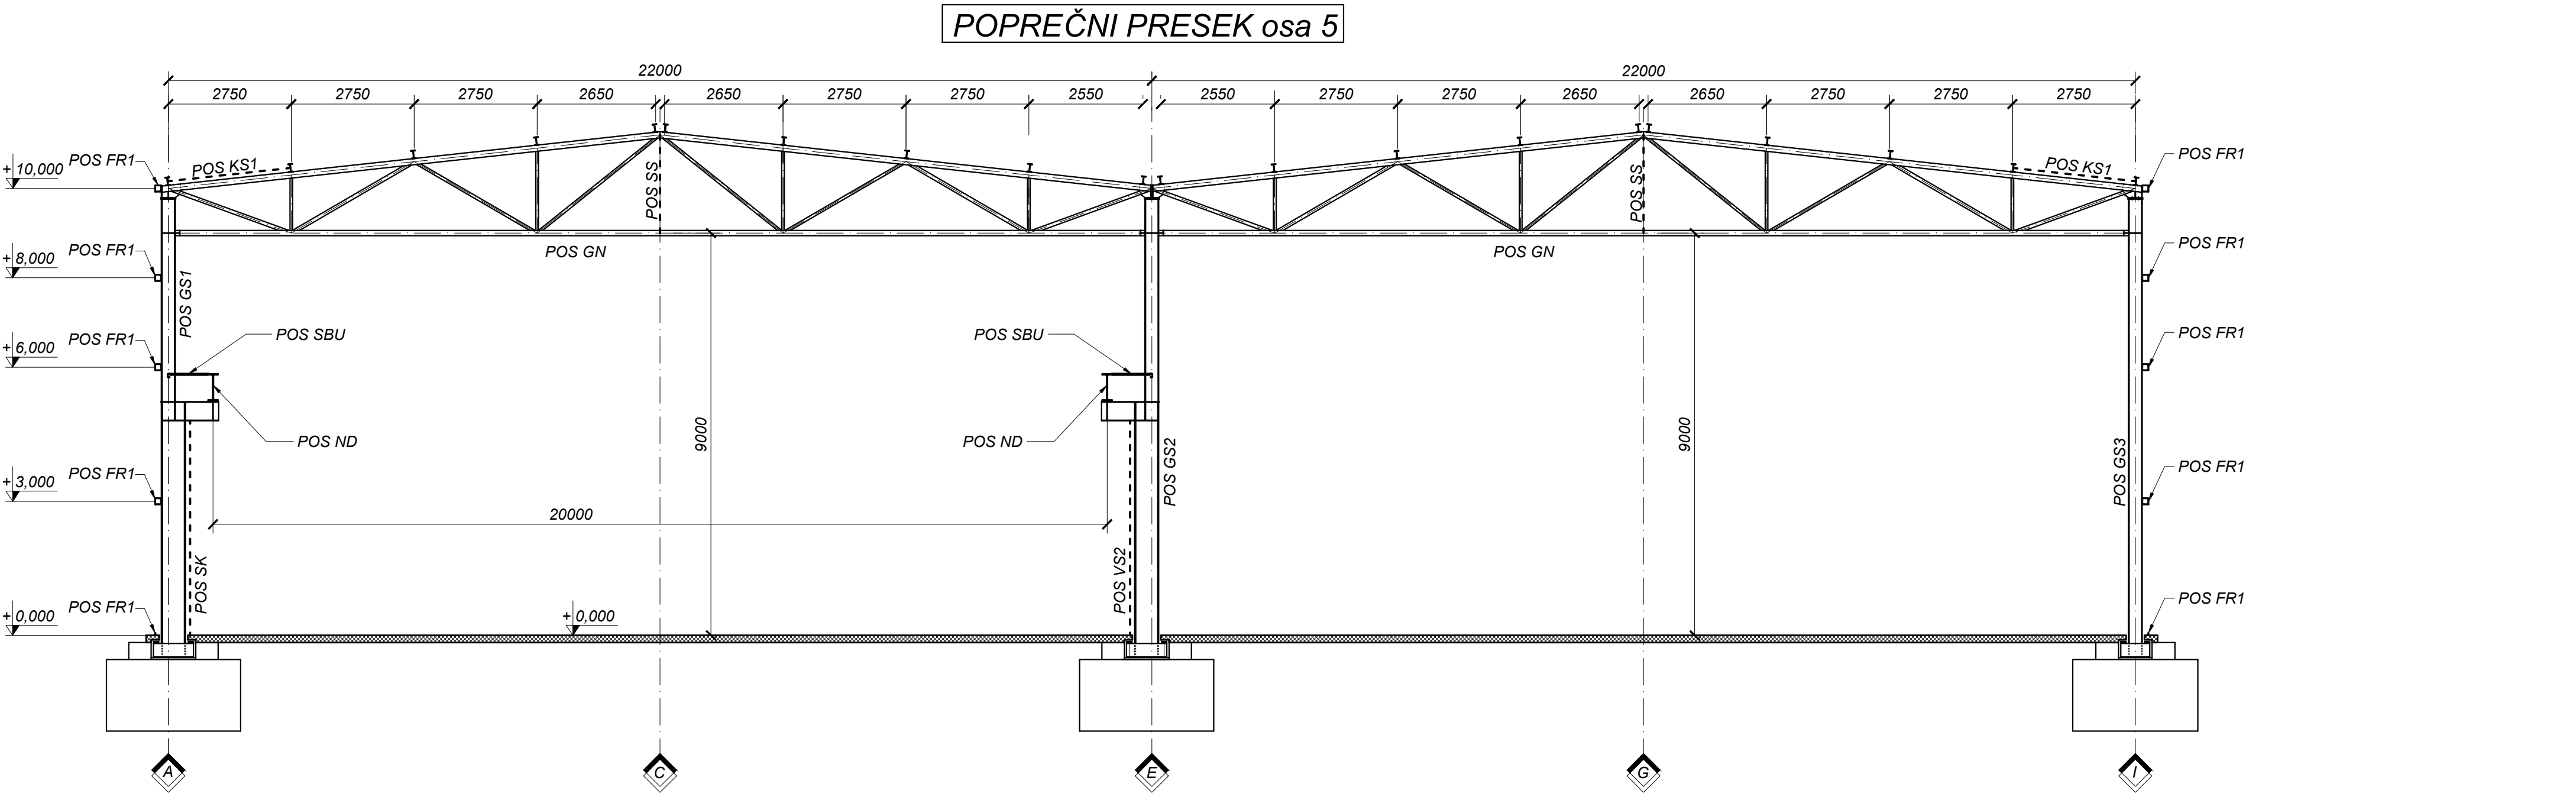 POPREČNI PRESEK osa 5
22000 22000
2750 2750 2750 2650 2650 2750 2750 2550 2550 2750 2750 2650 2650 2750 2750 2750
POS FR1 POS KS1 POS SS POS SS POS KS1 POS FR1
+10,000
POS FR1 POS GN POS GN POS FR1
+8,000
POS GS1
POS FR1 POS SBU POS SBU POS FR1
+6,000
POS ND POS ND
9000 9000
POS GS2 POS GS3
POS FR1 POS FR1
+3,000
20000
POS SK POS VS2
POS FR1 POS FR1
+0,000 +0,000
A C E G I